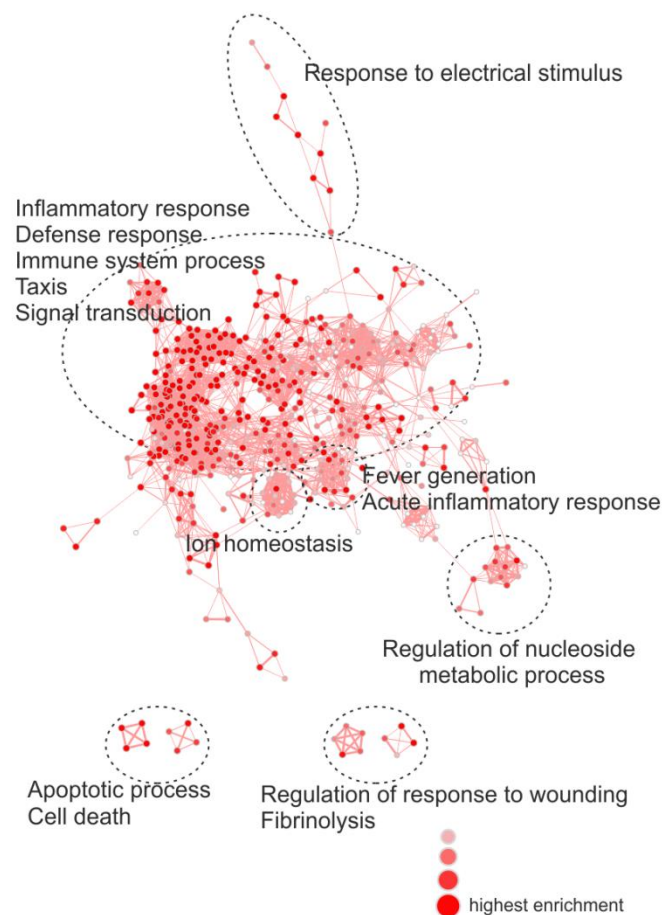 Response to electrical stimulus
Inflammatory response
Defense response
Immune system process
Taxis
Signal transduction
Fever generation
Acute inflammatory response
Ion homeostasis
Regulation of nucleoside
metabolic process
Apoptotic process
Cell death
Regulation of response to wounding
Fibrinolysis
highest enrichment